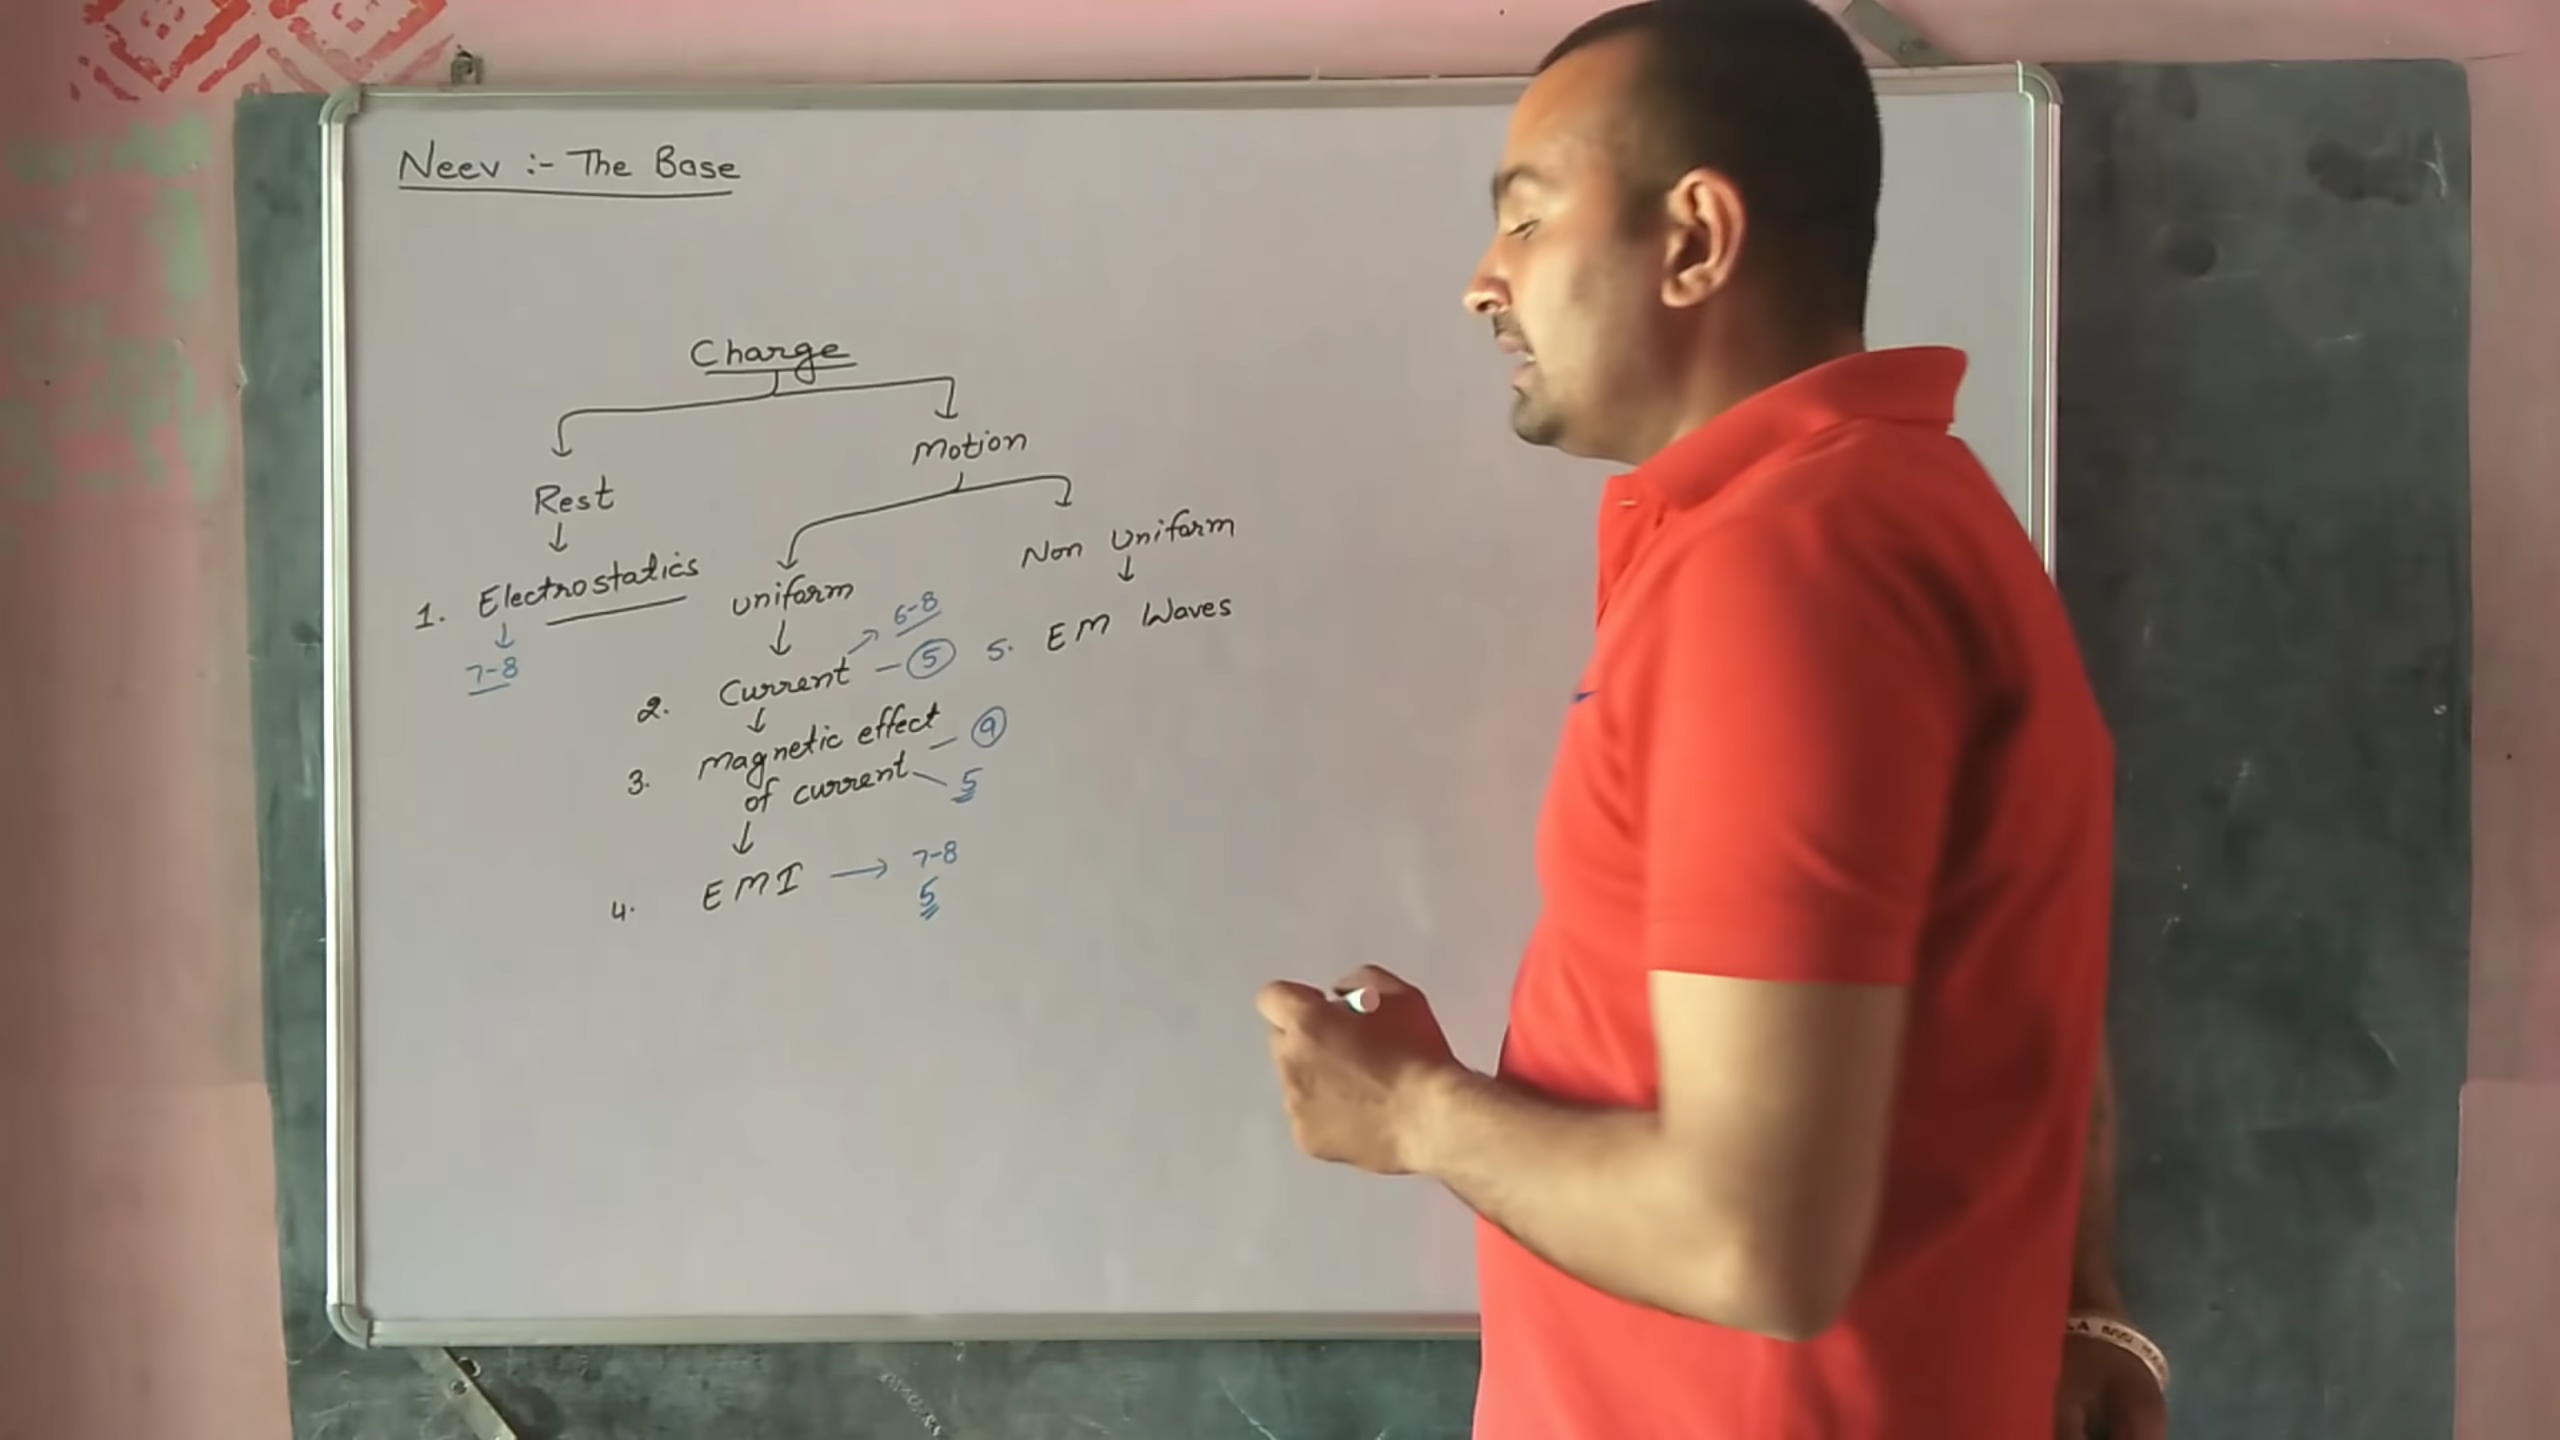 Neev :- The Base
Charge
Rest
Motion
Uniform
Non Uniform
1. Electrostatics
7-8
2. Current
6-8
5
5. EM Waves
3. Magnetic effect
of current
9
5
4. EMI
7-8
5